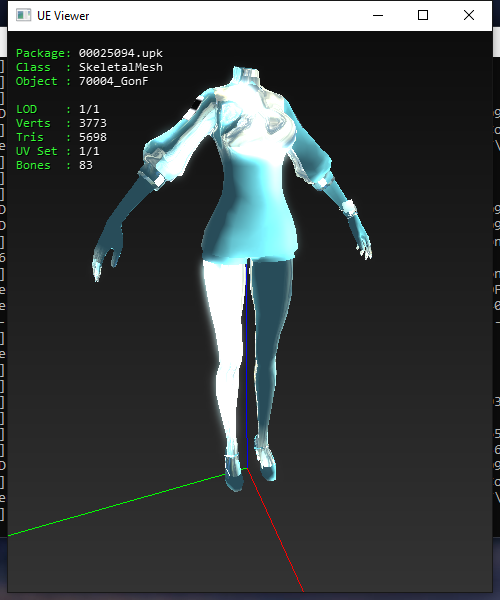 UE Viewer
Package: 00025094.upk
Class : SkeletalMesh
Object : 70004_GonF
LOD : 1/1
Verts : 3773
Tris : 5698
UV Set : 1/1
Bones : 83